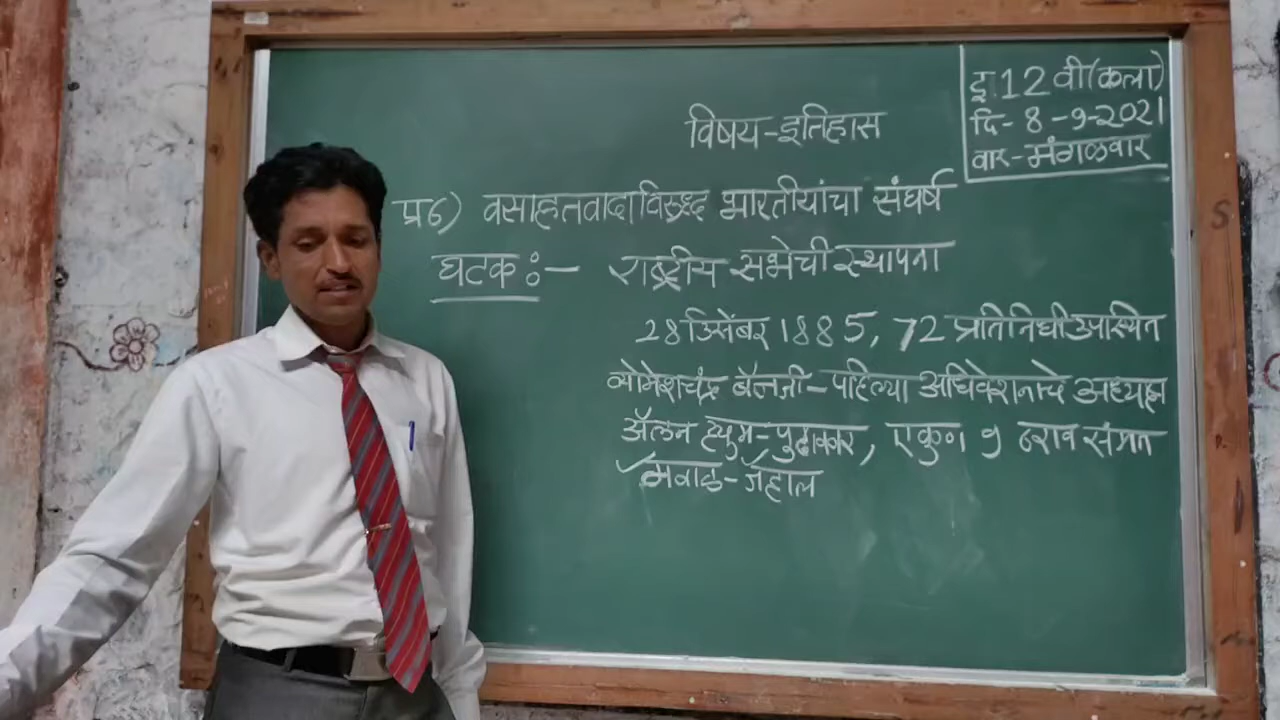 इ.12 वी(कला)
दि-8-9-2021
वार-मंगळवार
विषय-इतिहास
प्र६) वसाहतवादाविरुद्ध भारतीयांचा संघर्ष
घटक:- राष्ट्रीय सभेची स्थापना
28 डिसेंबर 1885, 72 प्रतिनिधी उपस्थित
व्योमेशचंद्र बॅनर्जी-पहिल्या अधिवेशनाचे अध्यक्ष
ॲलन ह्युम-पुढाकार, एकुण 9 ठराव संमत
मवाळ-जहाल